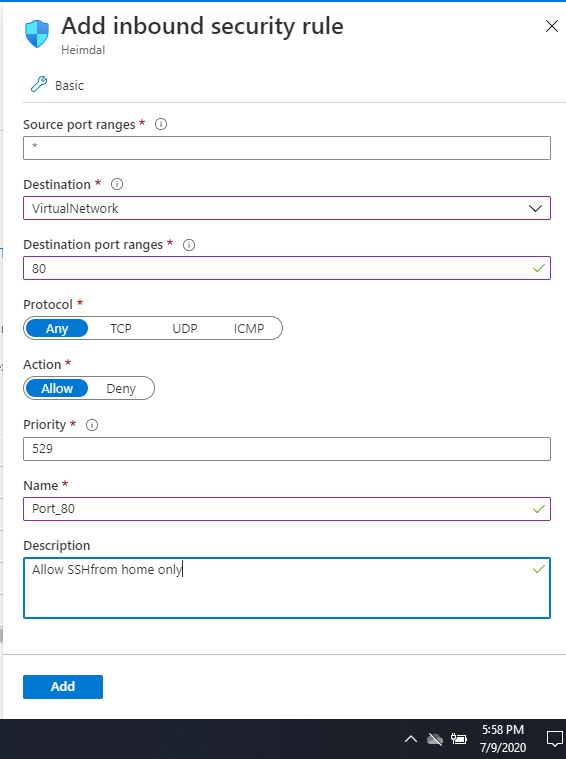 Add inbound security rule
Heimdal
Basic
Source port ranges *
*
Destination *
VirtualNetwork
Destination port ranges *
80
Protocol *
Any TCP UDP ICMP
Action *
Allow Deny
Priority *
529
Name *
Port_80
Description
Allow SSHfrom home only
Add
5:58 PM
7/9/2020